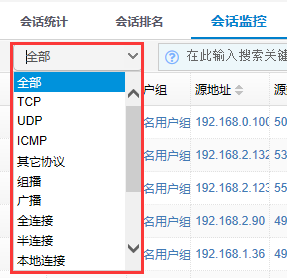 会话统计 会话排名 会话监控
全部 在此输入搜索关键
全部 户组 源地址
TCP 名用户组 192.168.0.100 50
UDP
ICMP 名用户组 192.168.2.132 53
其它协议
组播 名用户组 192.168.2.123 55
广播
全连接 名用户组 192.168.2.90 49
半连接
本地连接 名用户组 192.168.1.36 49